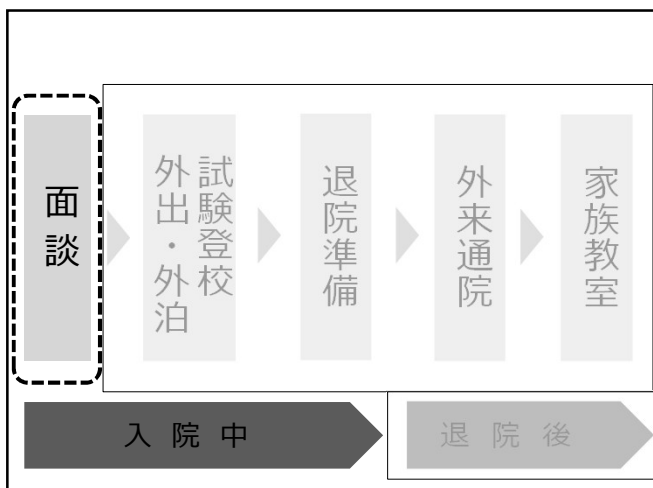 面談
試験登校
外出・外泊
退院準備
外来通院
家族教室
入院中
退院後